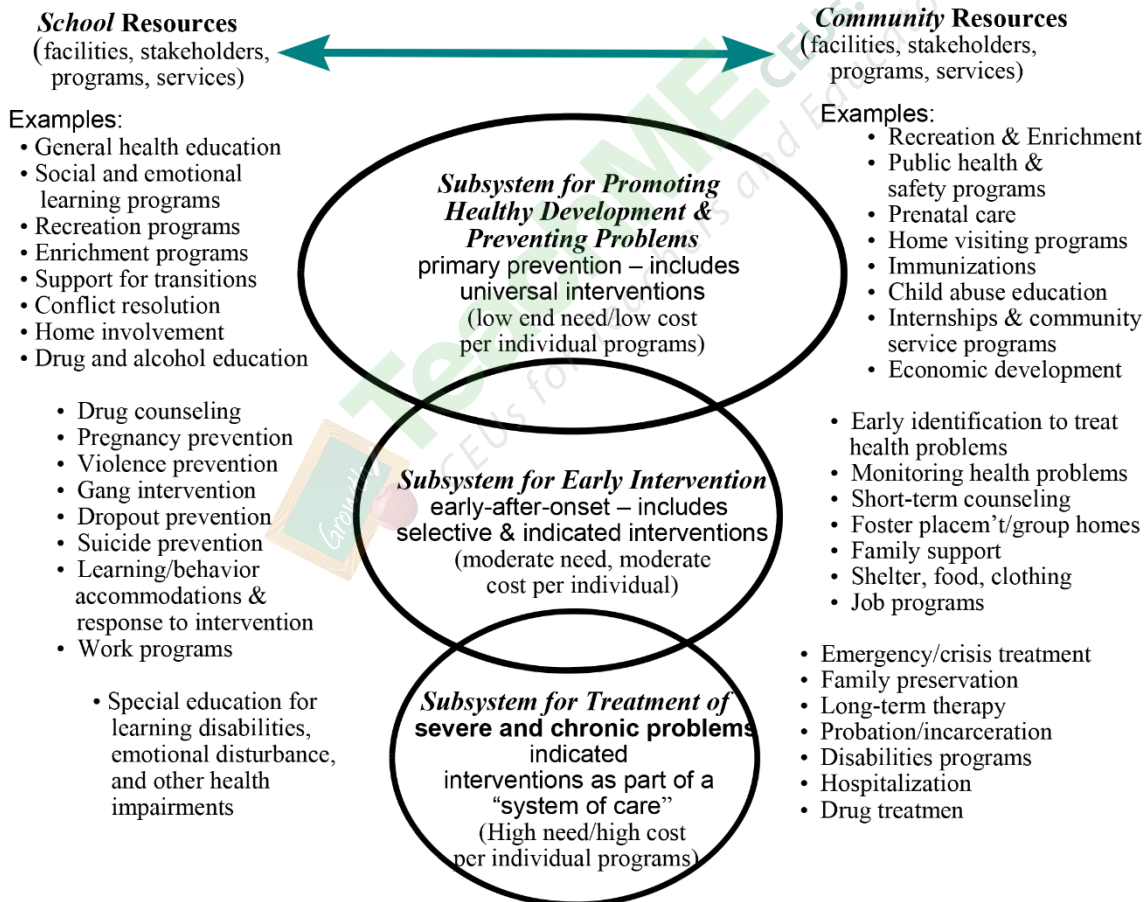 School Resources
(facilities, stakeholders,
programs, services)
Community Resources
(facilities, stakeholders,
programs, services)
Examples:
• General health education
• Social and emotional
learning programs
• Recreation programs
• Enrichment programs
• Support for transitions
• Conflict resolution
• Home involvement
• Drug and alcohol education
Subsystem for Promoting
Healthy Development &
Preventing Problems
primary prevention – includes
universal interventions
(low end need/low cost
per individual programs)
Examples:
• Recreation & Enrichment
• Public health &
safety programs
• Prenatal care
• Home visiting programs
• Immunizations
• Child abuse education
• Internships & community
service programs
• Economic development
• Drug counseling
• Pregnancy prevention
• Violence prevention
• Gang intervention
• Dropout prevention
• Suicide prevention
• Learning/behavior
accommodations &
response to intervention
• Work programs
Subsystem for Early Intervention
early-after-onset – includes
selective & indicated interventions
(moderate need, moderate
cost per individual)
• Early identification to treat
health problems
• Monitoring health problems
• Short-term counseling
• Foster placem’t/group homes
• Family support
• Shelter, food, clothing
• Job programs
• Special education for
learning disabilities,
emotional disturbance,
and other health
impairments
Subsystem for Treatment of
severe and chronic problems
indicated
interventions as part of a
“system of care”
(High need/high cost
per individual programs)
• Emergency/crisis treatment
• Family preservation
• Long-term therapy
• Probation/incarceration
• Disabilities programs
• Hospitalization
• Drug treatmen
TeachME CEUS.
CEUs for Teachers and Educato